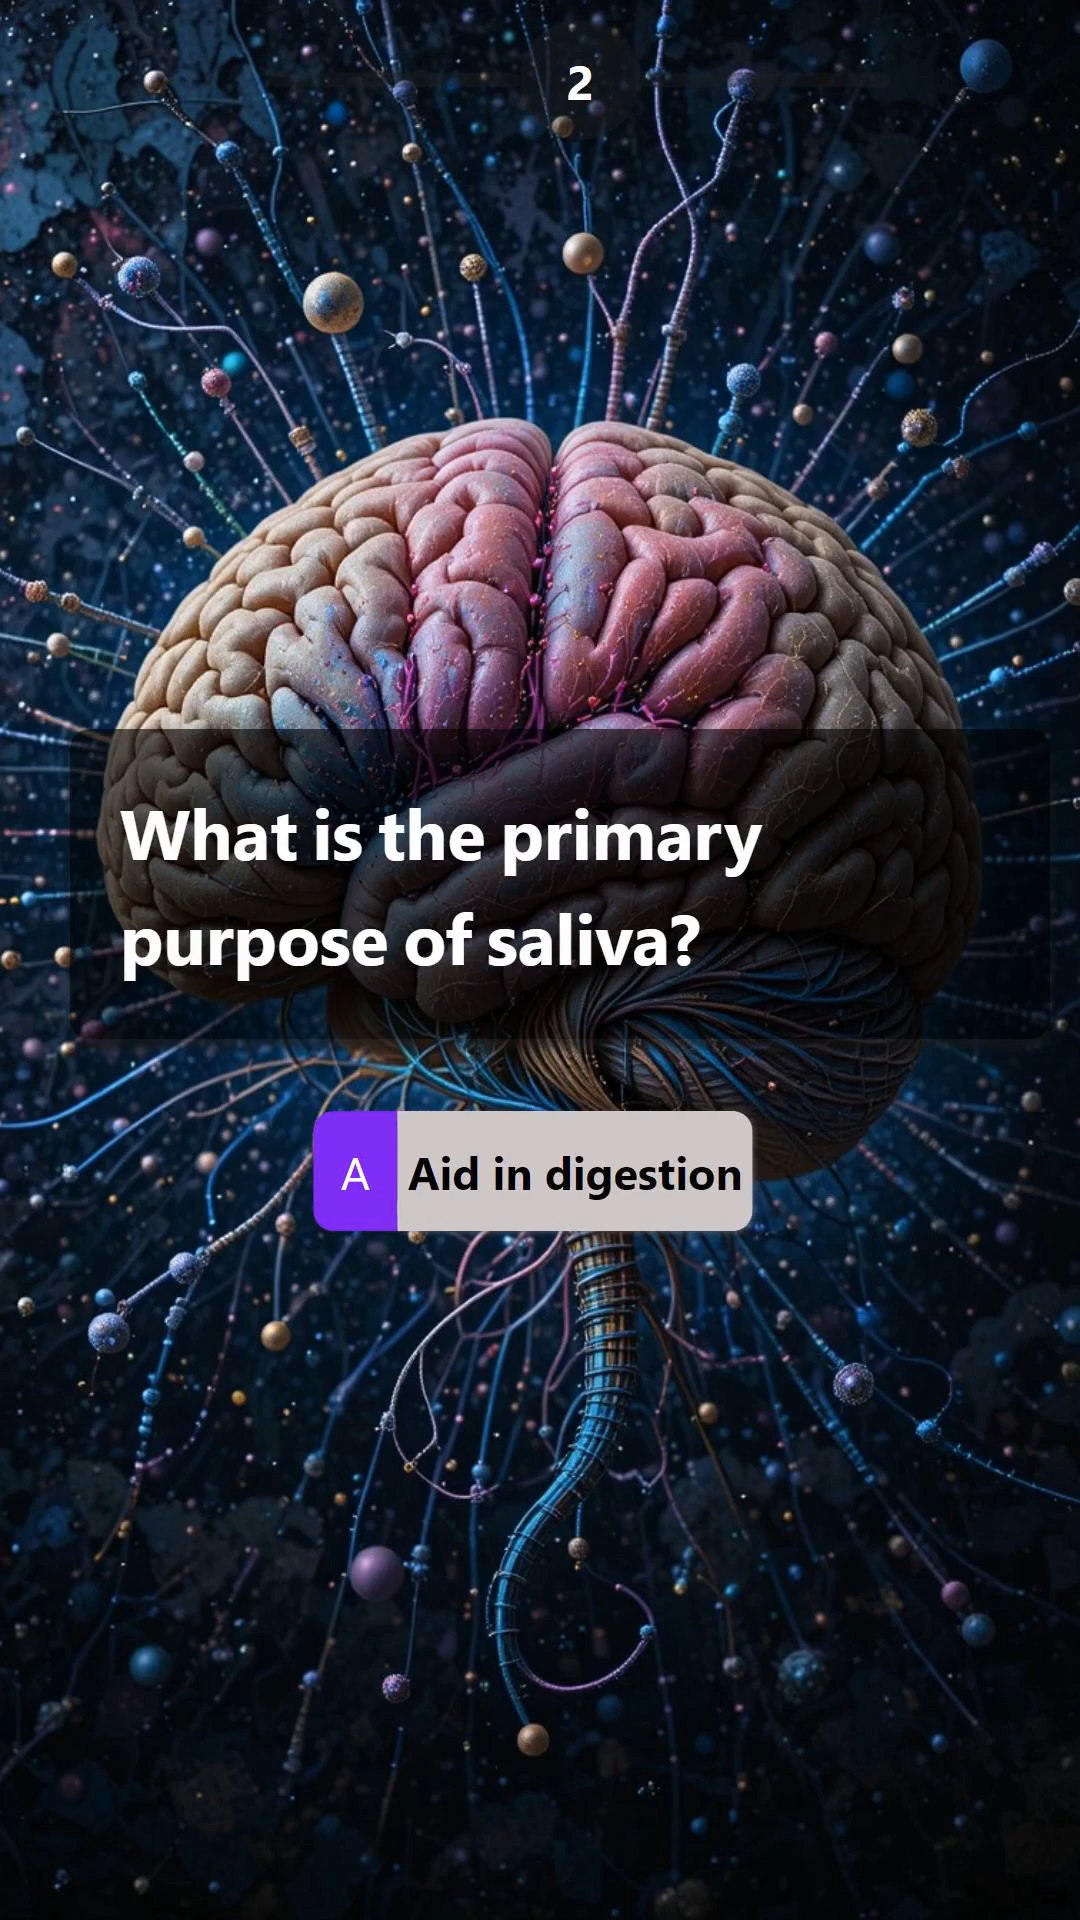 2
What is the primary
purpose of saliva?
A Aid in digestion